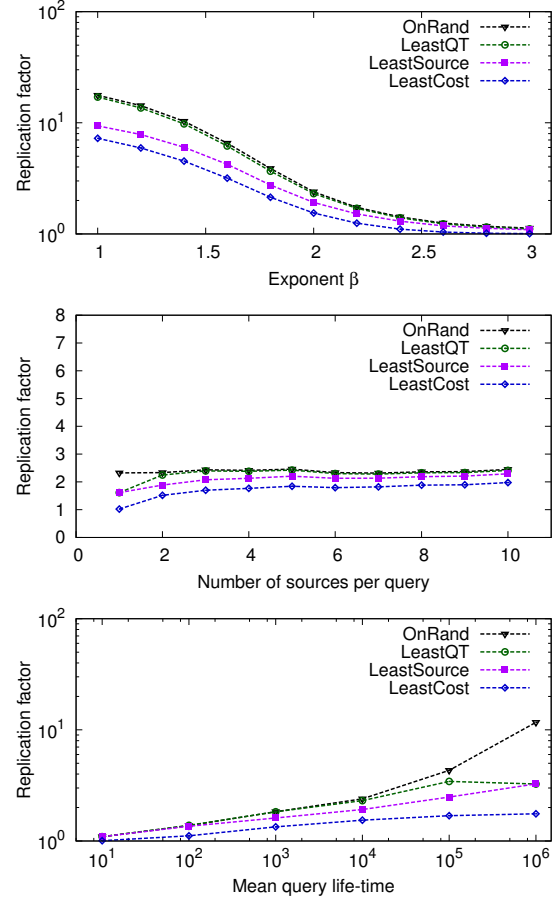 Replication factor
10^2
10^1
10^0
OnRand
LeastQT
LeastSource
LeastCost
1 1.5 2 2.5 3
Exponent β
Replication factor
8
7
6
5
4
3
2
1
0
OnRand
LeastQT
LeastSource
LeastCost
0 2 4 6 8 10
Number of sources per query
Replication factor
10^2
10^1
10^0
OnRand
LeastQT
LeastSource
LeastCost
10^1 10^2 10^3 10^4 10^5 10^6
Mean query life-time